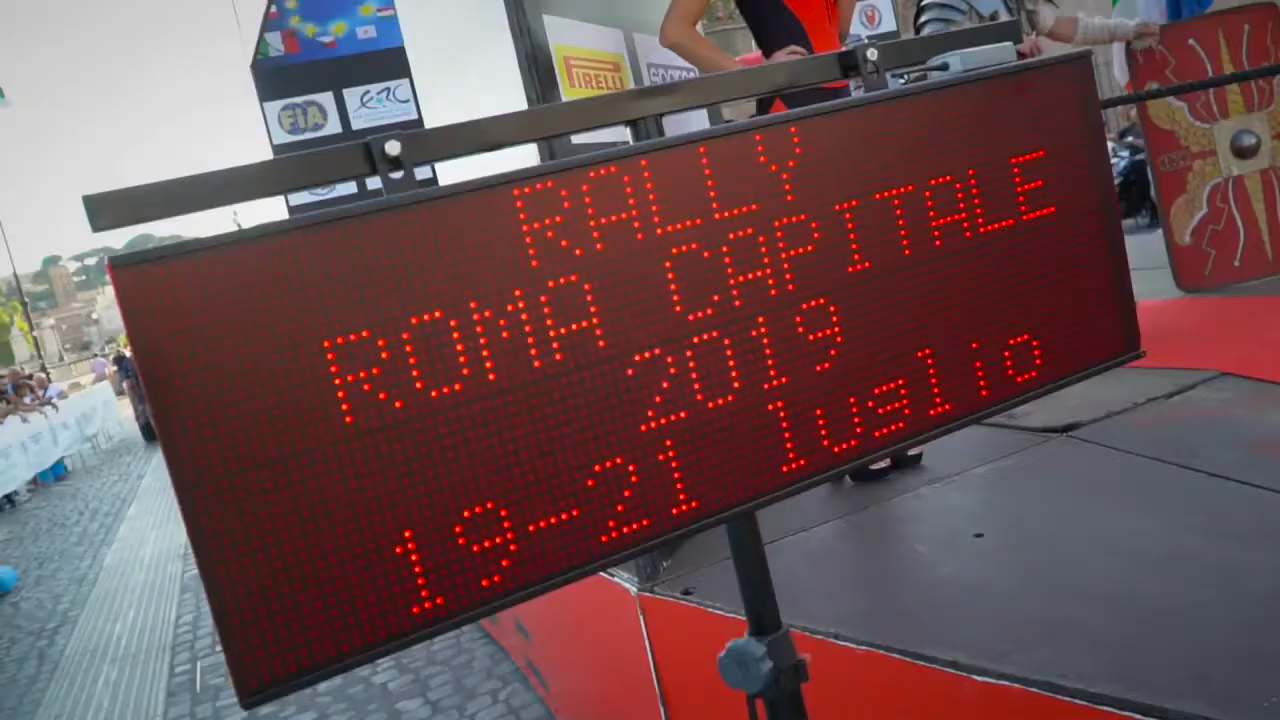 PIRELLI
FIA
ERC
RALLY
ROMA CAPITALE
2019
19-21 luglio